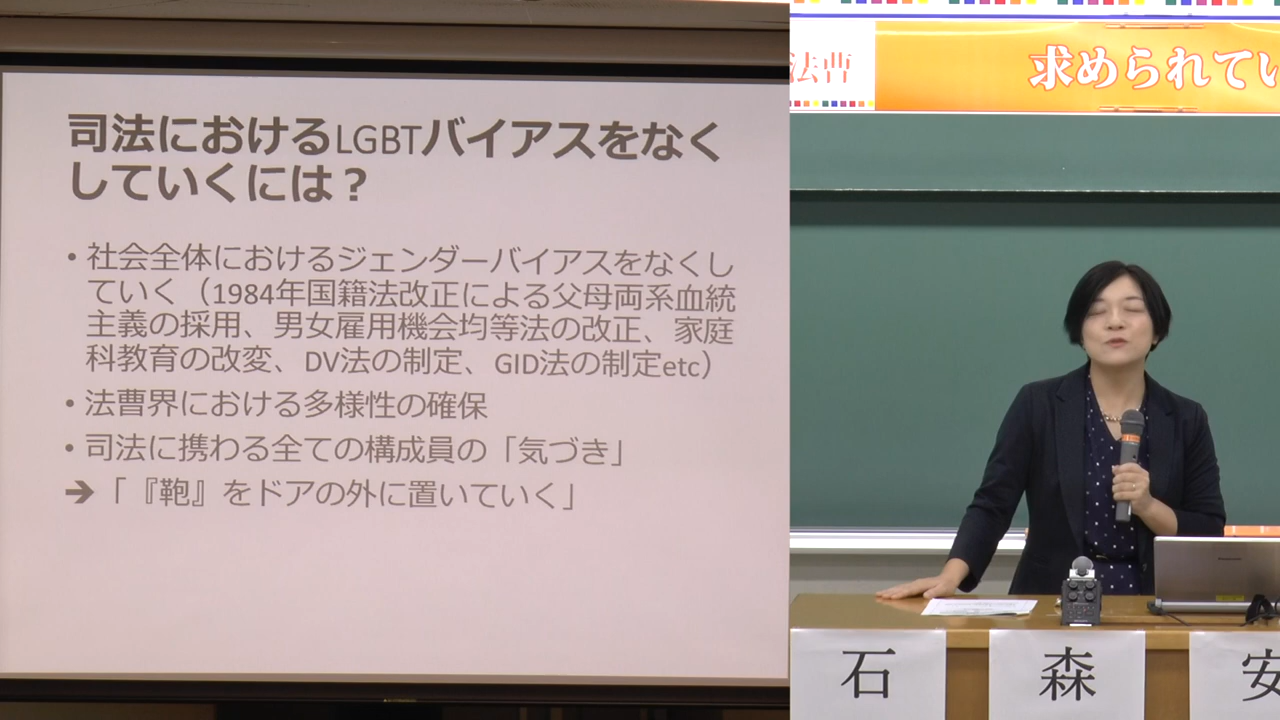 司法におけるLGBTバイアスをなく
していくには？
• 社会全体におけるジェンダーバイアスをなくし
ていく（1984年国籍法改正による父母両系血統
主義の採用、男女雇用機会均等法の改正、家庭
科教育の改変、DV法の制定、GID法の制定etc）
• 法曹界における多様性の確保
• 司法に携わる全ての構成員の「気づき」
➔「『鞄』をドアの外に置いていく」
法曹
求められてい
石
森
安